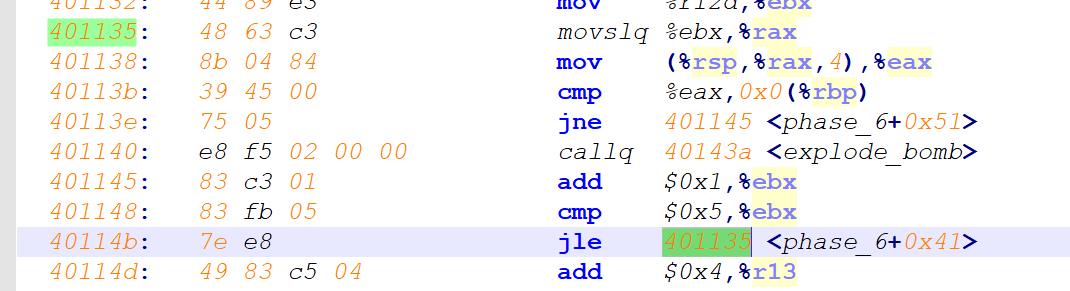 401132: 44 89 e3 mov %r12d,%ebx
401135: 48 63 c3 movslq %ebx,%rax
401138: 8b 04 84 mov (%rsp,%rax,4),%eax
40113b: 39 45 00 cmp %eax,0x0(%rbp)
40113e: 75 05 jne 401145 <phase_6+0x51>
401140: e8 f5 02 00 00 callq 40143a <explode_bomb>
401145: 83 c3 01 add $0x1,%ebx
401148: 83 fb 05 cmp $0x5,%ebx
40114b: 7e e8 jle 401135 <phase_6+0x41>
40114d: 49 83 c5 04 add $0x4,%r13